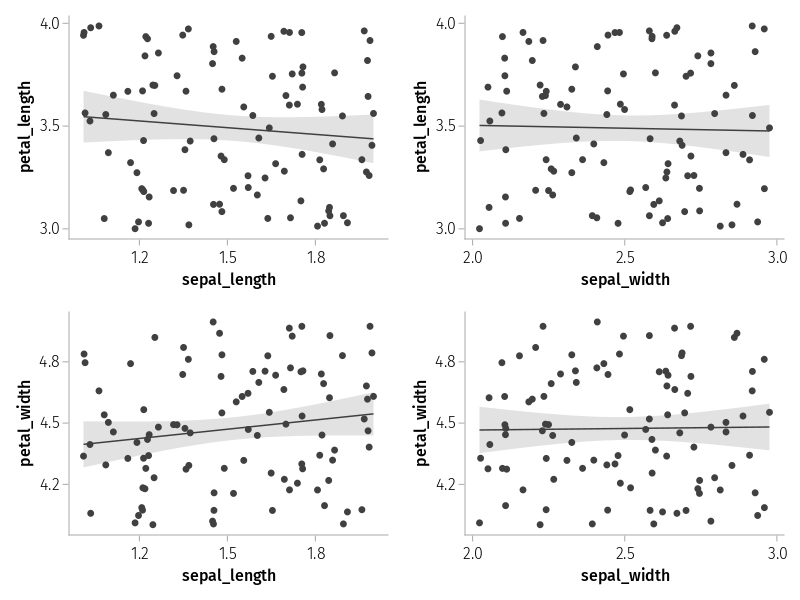 4.0
3.5
3.0
petal_length
1.2 1.5 1.8
sepal_length
4.0
3.5
3.0
petal_length
2.0 2.5 3.0
sepal_width
4.8
4.5
4.2
petal_width
1.2 1.5 1.8
sepal_length
4.8
4.5
4.2
petal_width
2.0 2.5 3.0
sepal_width